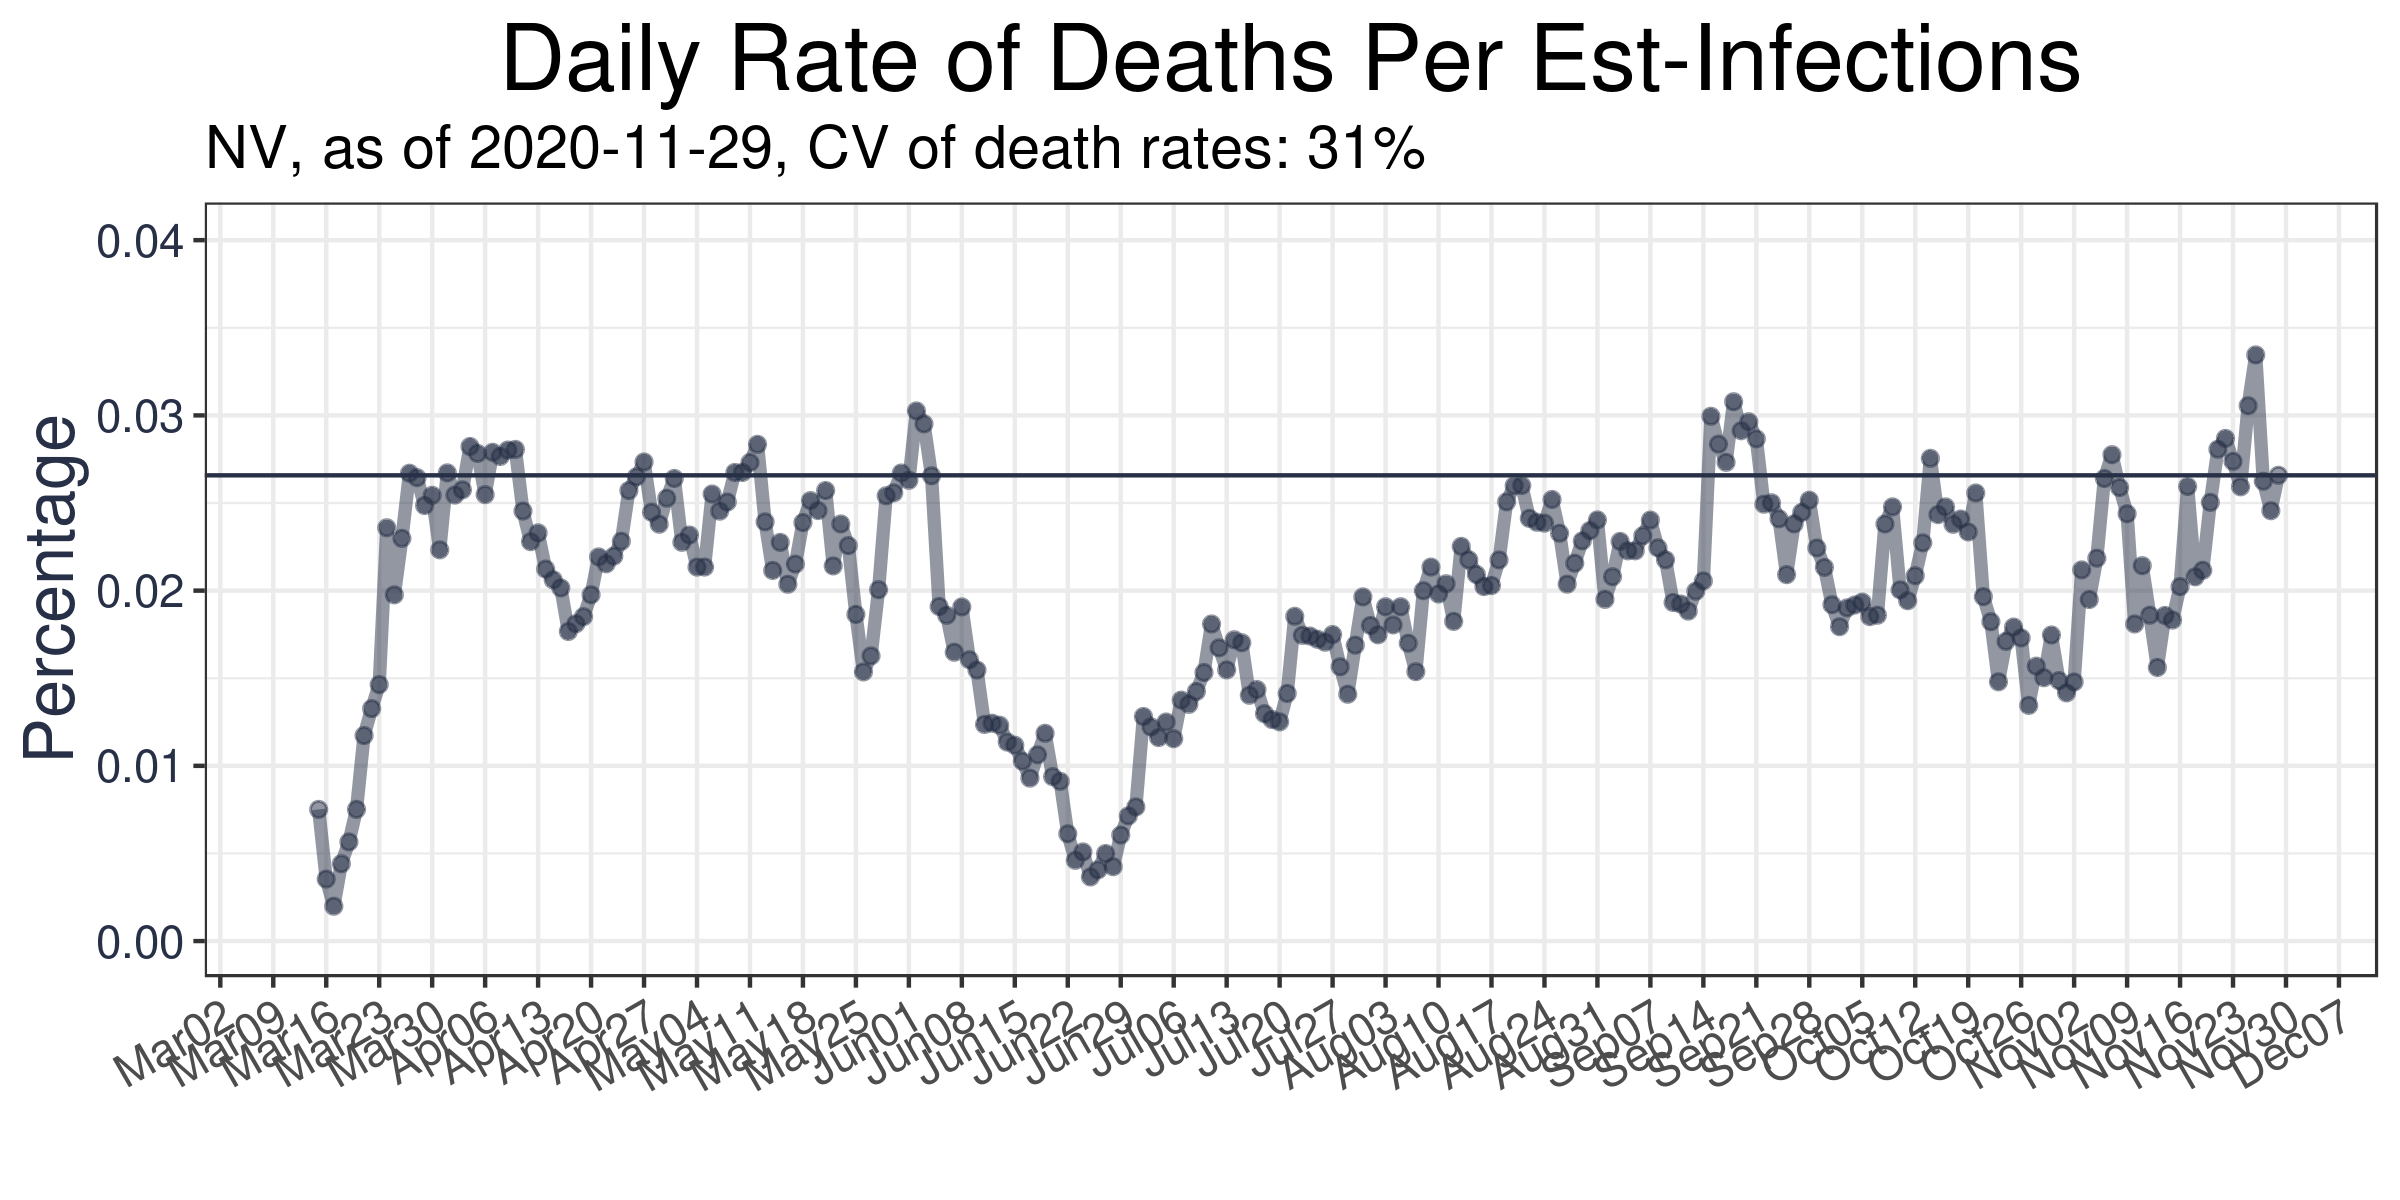 Daily Rate of Deaths Per Est-Infections
NV, as of 2020-11-29, CV of death rates: 31%
Percentage
0.04
0.03
0.02
0.01
0.00
Mar02
Mar09
Mar16
Mar23
Mar30
Apr06
Apr13
Apr20
Apr27
May04
May11
May18
May25
Jun01
Jun08
Jun15
Jun22
Jun29
Jul06
Jul13
Jul20
Jul27
Aug03
Aug10
Aug17
Aug24
Aug31
Sep07
Sep14
Sep21
Sep28
Oct05
Oct12
Oct19
Oct26
Nov02
Nov09
Nov16
Nov23
Nov30
Dec07